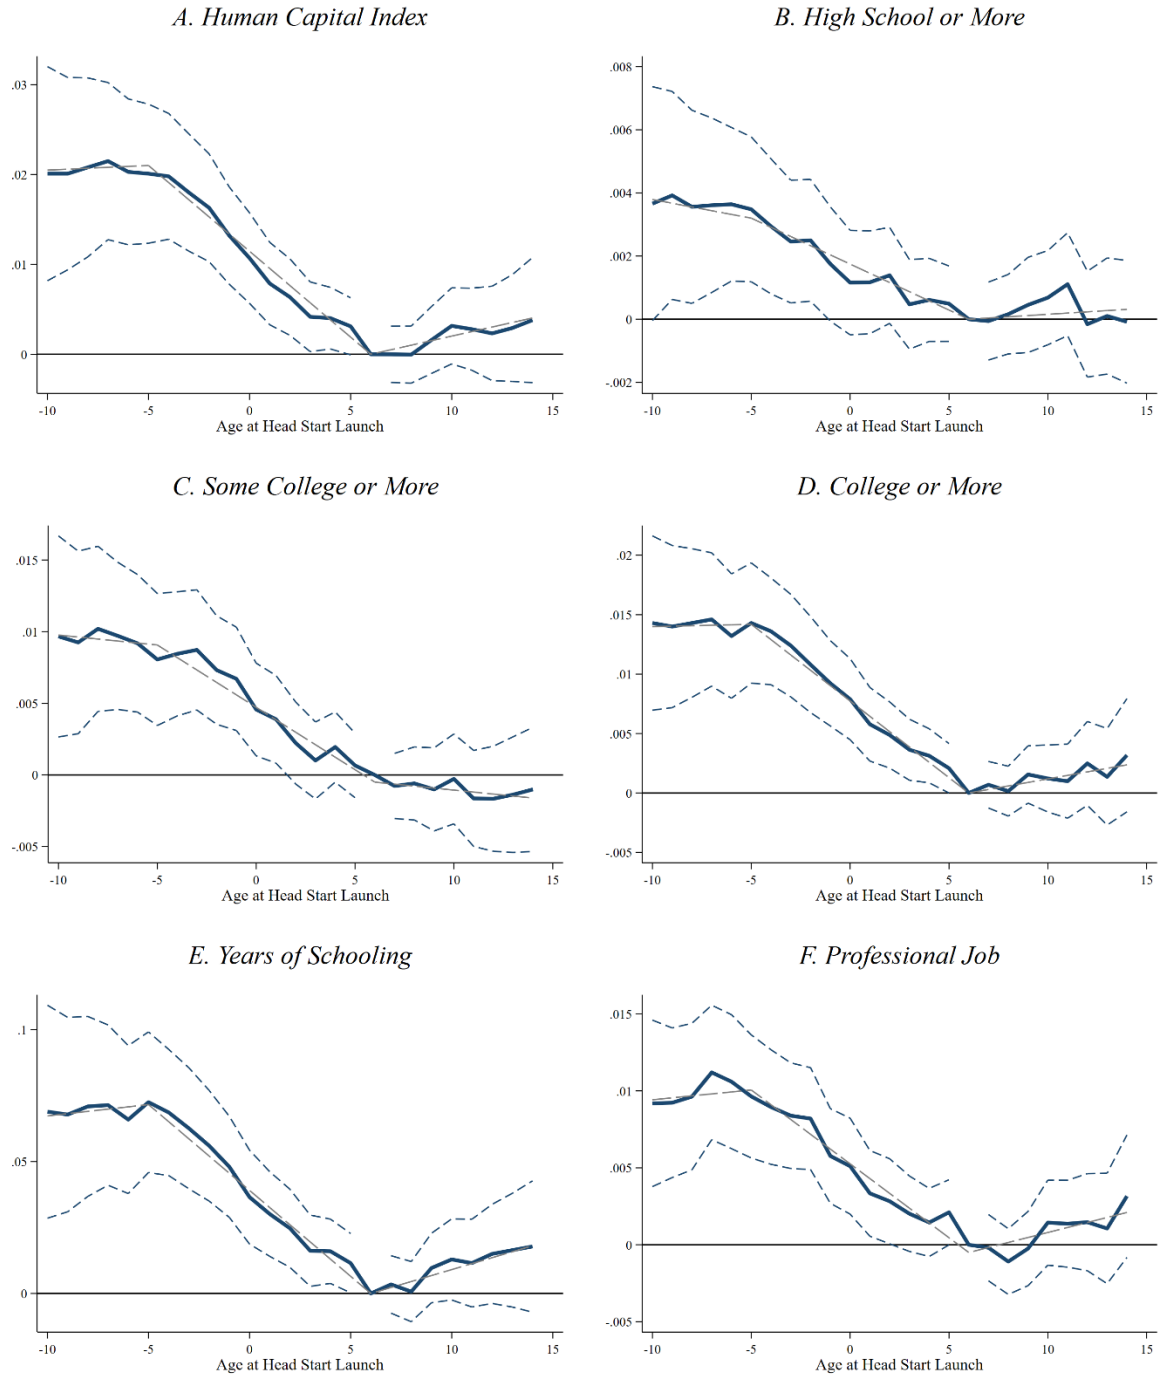 A. Human Capital Index
.03
.02
.01
0
-10 -5 0 5 10 15
Age at Head Start Launch
B. High School or More
.008
.006
.004
.002
0
-.002
-10 -5 0 5 10 15
Age at Head Start Launch
C. Some College or More
.015
.01
.005
0
-.005
-10 -5 0 5 10 15
Age at Head Start Launch
D. College or More
.02
.015
.01
.005
0
-.005
-10 -5 0 5 10 15
Age at Head Start Launch
E. Years of Schooling
.1
.05
0
-10 -5 0 5 10 15
Age at Head Start Launch
F. Professional Job
.015
.01
.005
0
-.005
-10 -5 0 5 10 15
Age at Head Start Launch